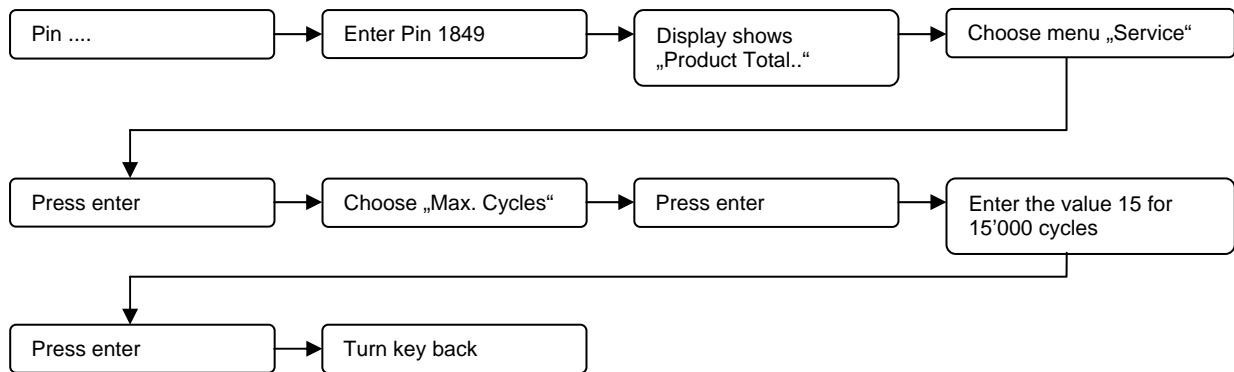 Pin ....
Enter Pin 1849
Display shows
„Product Total..“
Choose menu „Service“
Press enter
Choose „Max. Cycles“
Press enter
Enter the value 15 for
15’000 cycles
Press enter
Turn key back